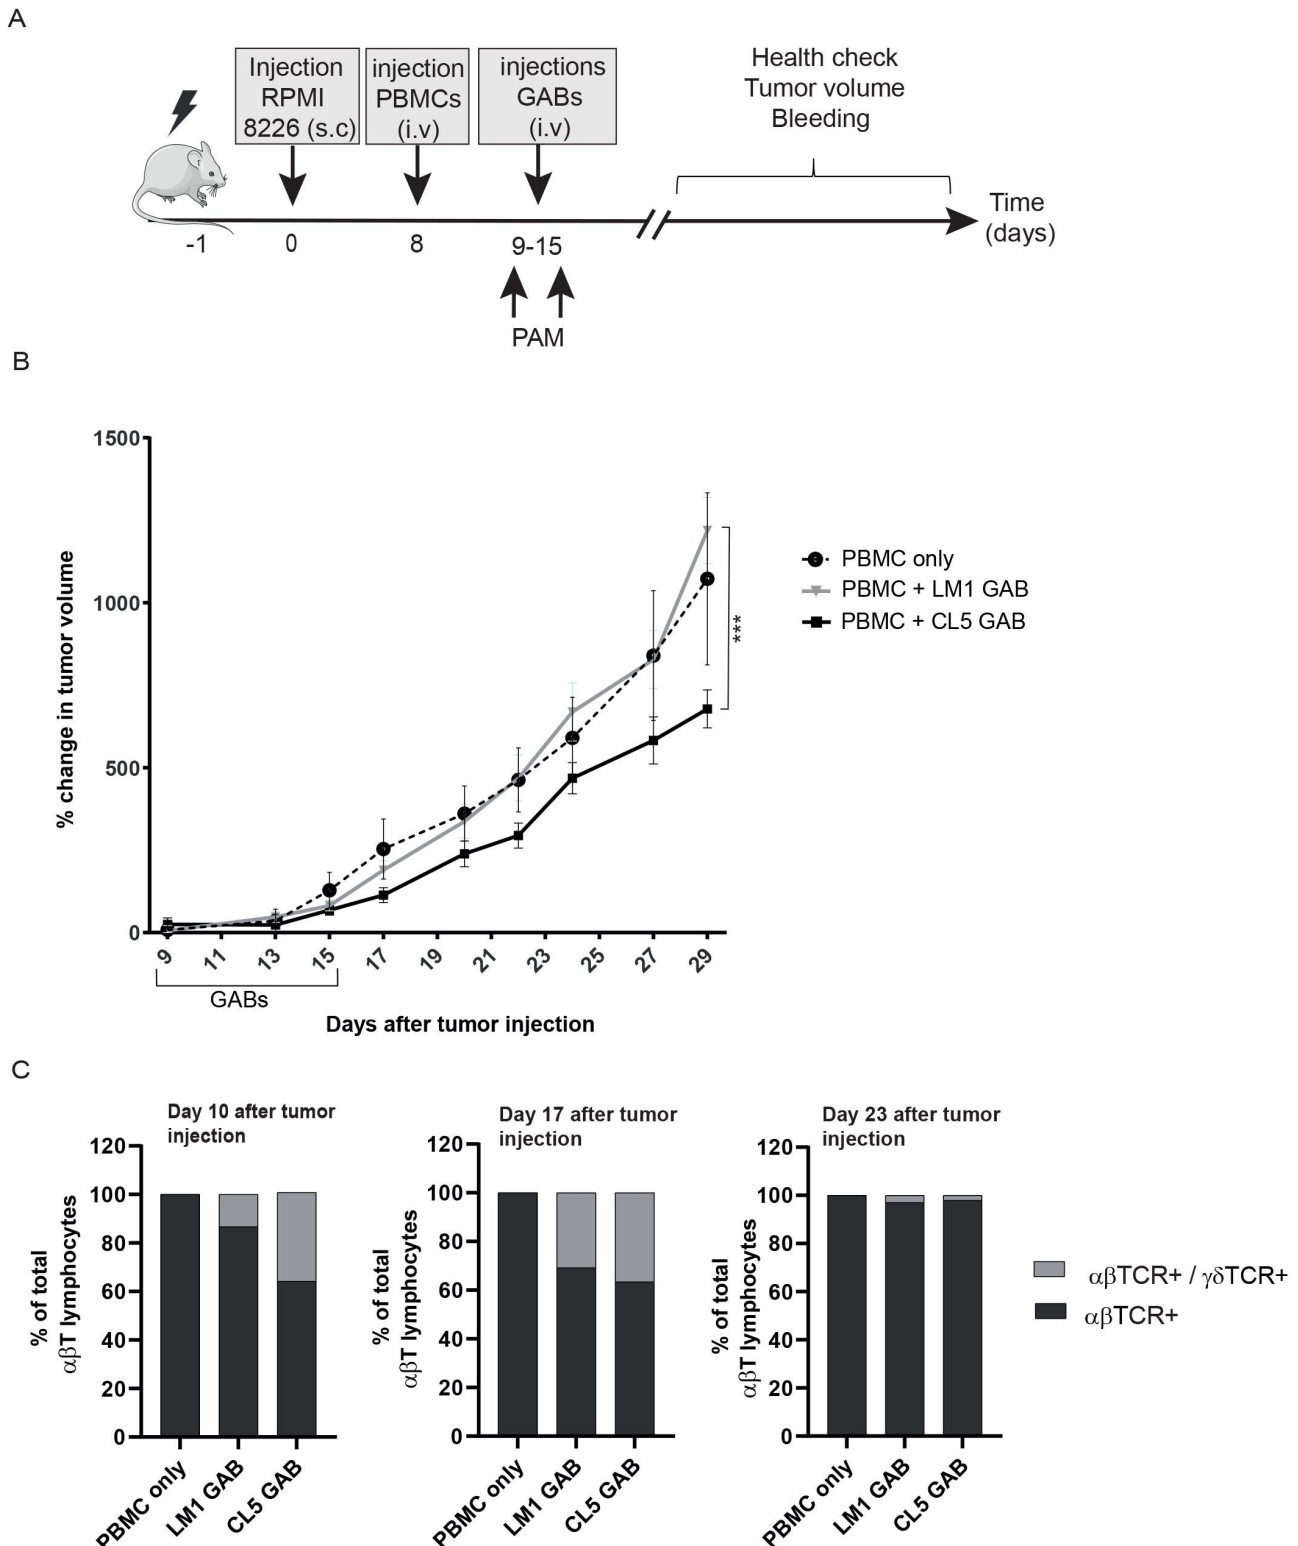 A
Injection
RPMI
8226 (s.c)
injection
PBMCs
(i.v)
injections
GABs
(i.v)
Health check
Tumor volume
Bleeding
Time
(days)
-1
0
8
9-15
PAM
B
% change in tumor volume
1500
1000
500
0
9
11
13
15
17
19
21
23
25
27
29
GABs
Days after tumor injection
***
PBMC only
PBMC + LM1 GAB
PBMC + CL5 GAB
C
Day 10 after tumor
injection
% of total
αβT lymphocytes
120
100
80
60
40
20
0
PBMC only
LM1 GAB
CL5 GAB
Day 17 after tumor
injection
% of total
αβT lymphocytes
120
100
80
60
40
20
0
PBMC only
LM1 GAB
CL5 GAB
Day 23 after tumor
injection
% of total
αβT lymphocytes
120
100
80
60
40
20
0
PBMC only
LM1 GAB
CL5 GAB
αβTCR+ / γδTCR+
αβTCR+